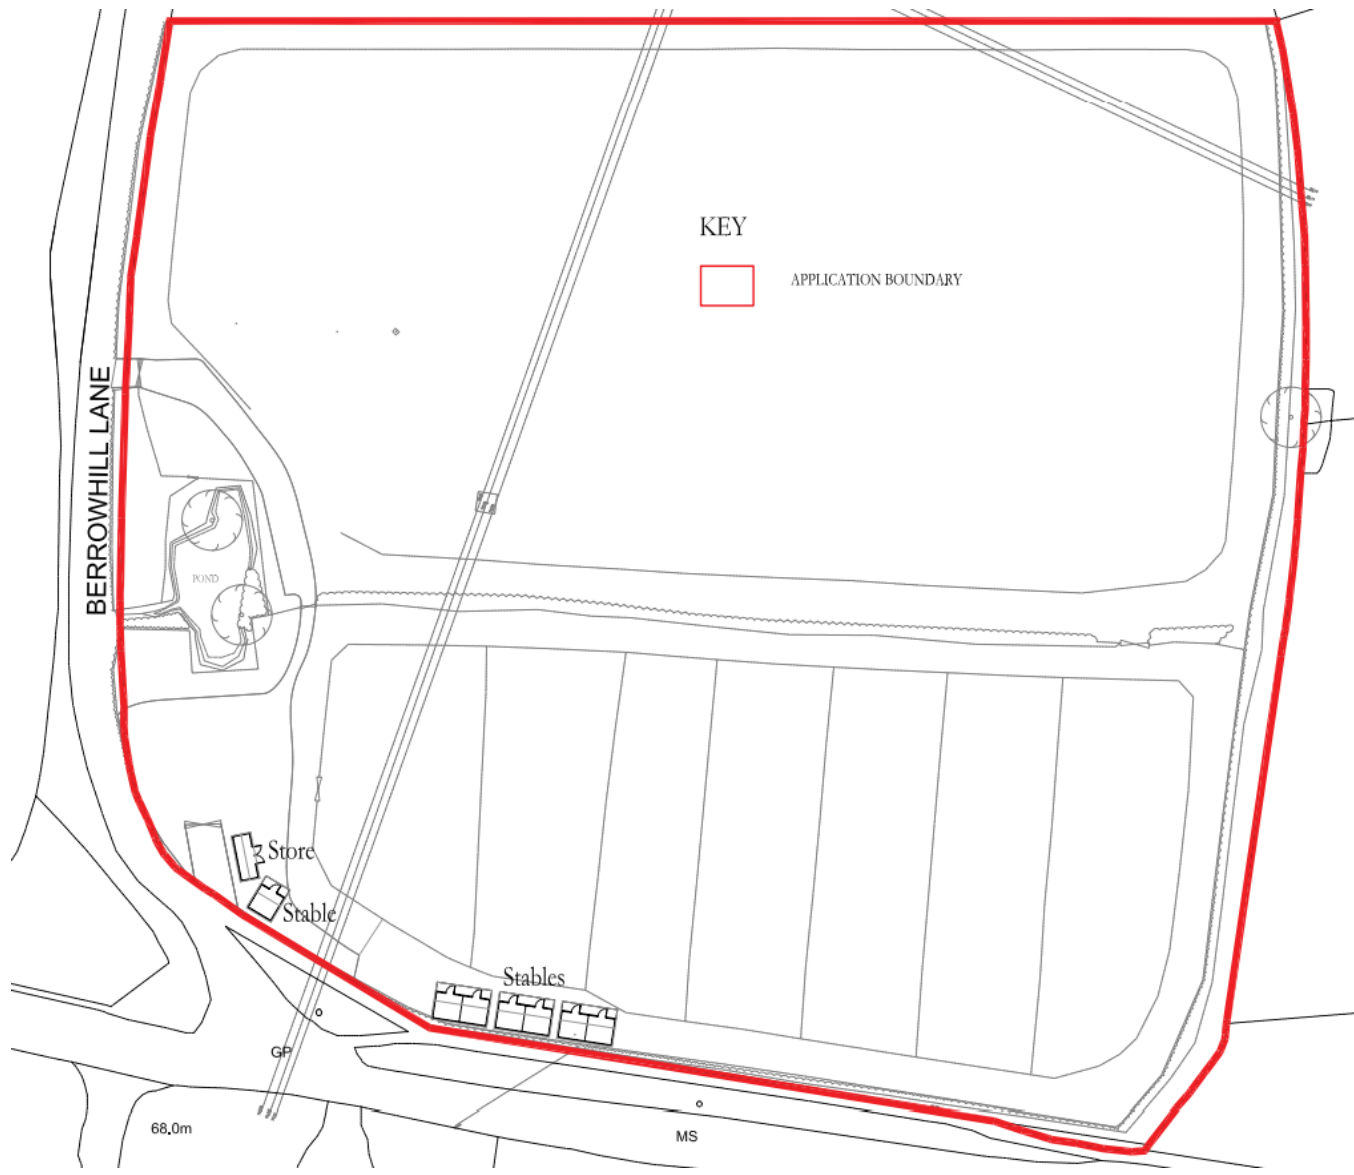 KEY
APPLICATION BOUNDARY
BERROWHILL LANE
POND
Store
Stable
Stables
GP
68.0m
MS